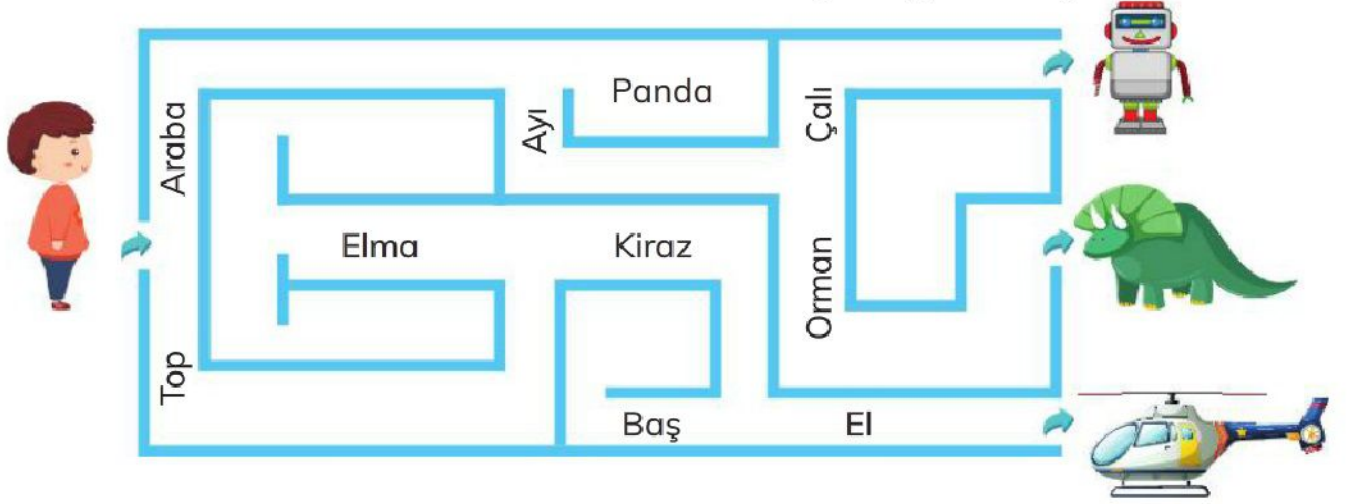 Panda
Ayı
Çalı
Araba
Elma
Kiraz
Orman
Top
Baş
El